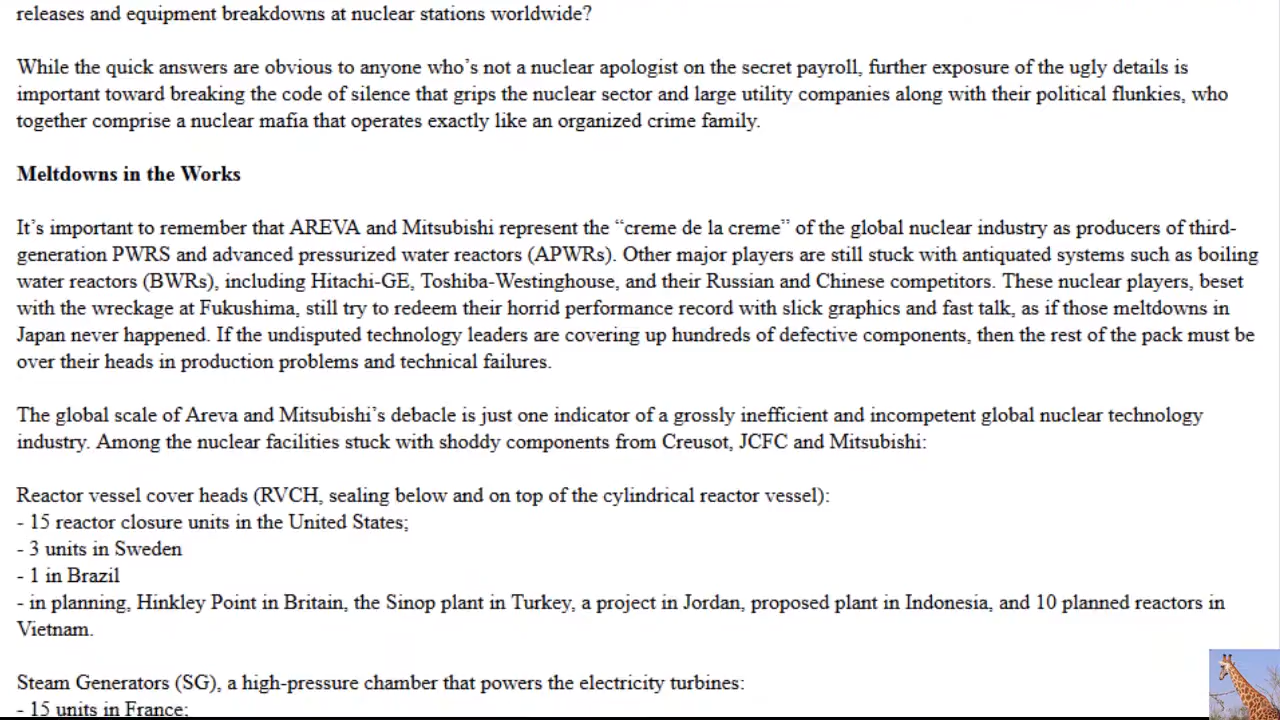 releases and equipment breakdowns at nuclear stations worldwide?
While the quick answers are obvious to anyone who’s not a nuclear apologist on the secret payroll, further exposure of the ugly details is
important toward breaking the code of silence that grips the nuclear sector and large utility companies along with their political flunkies, who
together comprise a nuclear mafia that operates exactly like an organized crime family.
Meltdowns in the Works
It’s important to remember that AREVA and Mitsubishi represent the “creme de la creme” of the global nuclear industry as producers of third-
generation PWRS and advanced pressurized water reactors (APWRs). Other major players are still stuck with antiquated systems such as boiling
water reactors (BWRs), including Hitachi-GE, Toshiba-Westinghouse, and their Russian and Chinese competitors. These nuclear players, beset
with the wreckage at Fukushima, still try to redeem their horrid performance record with slick graphics and fast talk, as if those meltdowns in
Japan never happened. If the undisputed technology leaders are covering up hundreds of defective components, then the rest of the pack must be
over their heads in production problems and technical failures.
The global scale of Areva and Mitsubishi’s debacle is just one indicator of a grossly inefficient and incompetent global nuclear technology
industry. Among the nuclear facilities stuck with shoddy components from Creusot, JCFC and Mitsubishi:
Reactor vessel cover heads (RVCH, sealing below and on top of the cylindrical reactor vessel):
- 15 reactor closure units in the United States;
- 3 units in Sweden
- 1 in Brazil
- in planning, Hinkley Point in Britain, the Sinop plant in Turkey, a project in Jordan, proposed plant in Indonesia, and 10 planned reactors in
Vietnam.
Steam Generators (SG), a high-pressure chamber that powers the electricity turbines:
- 15 units in France;